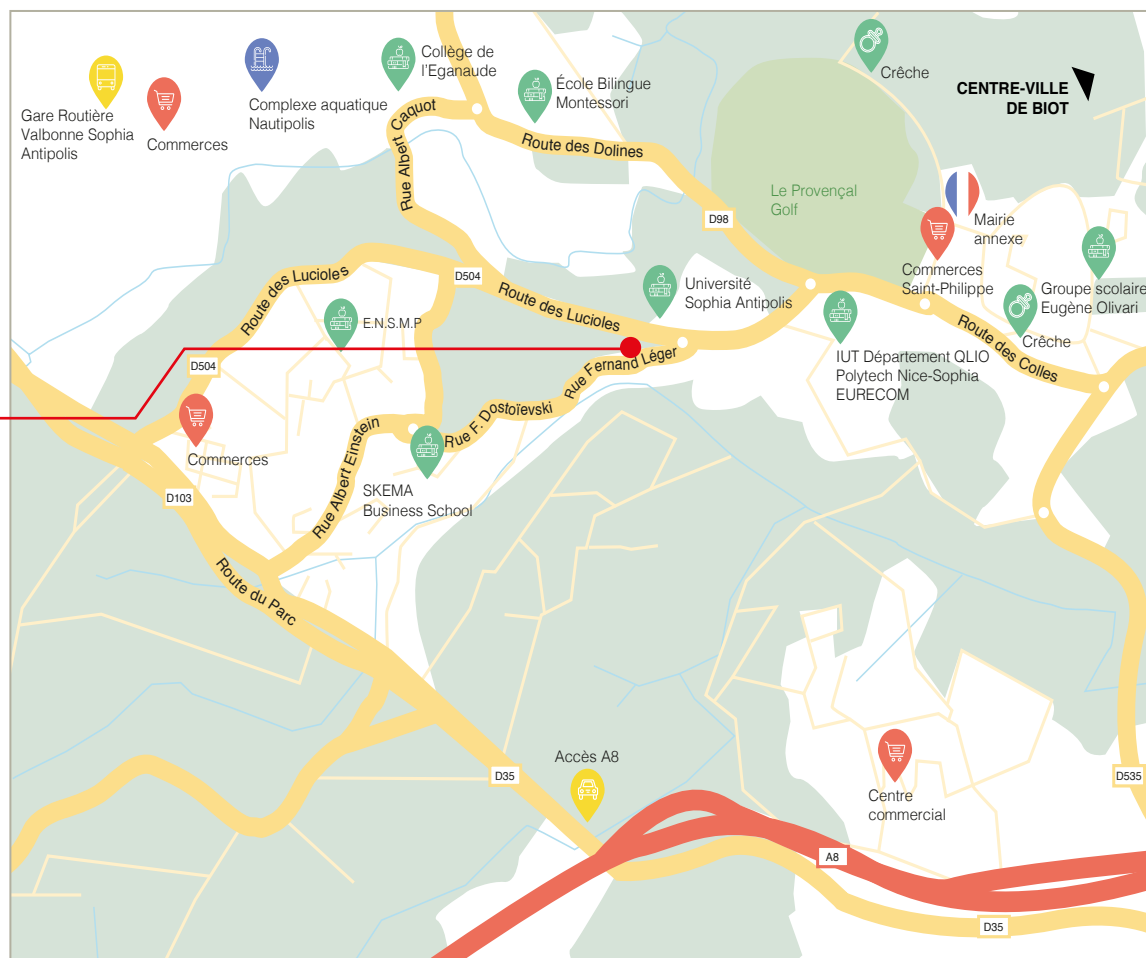 Collège de
l'Eganaude
École Bilingue
Montessori
Crêche
CENTRE-VILLE
DE BIOT
Gare Routière
Valbonne Sophia
Antipolis
Commerces
Complexe aquatique
Nautipolis
Rue Albert Caquot
Route des Dolines
Le Provençal
Golf
D98
Mairie
annexe
Commerces
Saint-Philippe
Groupe scolaire
Eugène Olivari
Crêche
Route des Lucioles
D504
Route des Lucioles
Université
Sophia Antipolis
E.N.S.M.P
IUT Département QLIO
Polytech Nice-Sophia
EURECOM
Route des Colles
D504
Rue Fernand Léger
Rue F. Dostoïevski
Rue Albert Einstein
Commerces
D103
SKEMA
Business School
Route du Parc
Accès A8
D35
Centre
commercial
D535
A8
D35